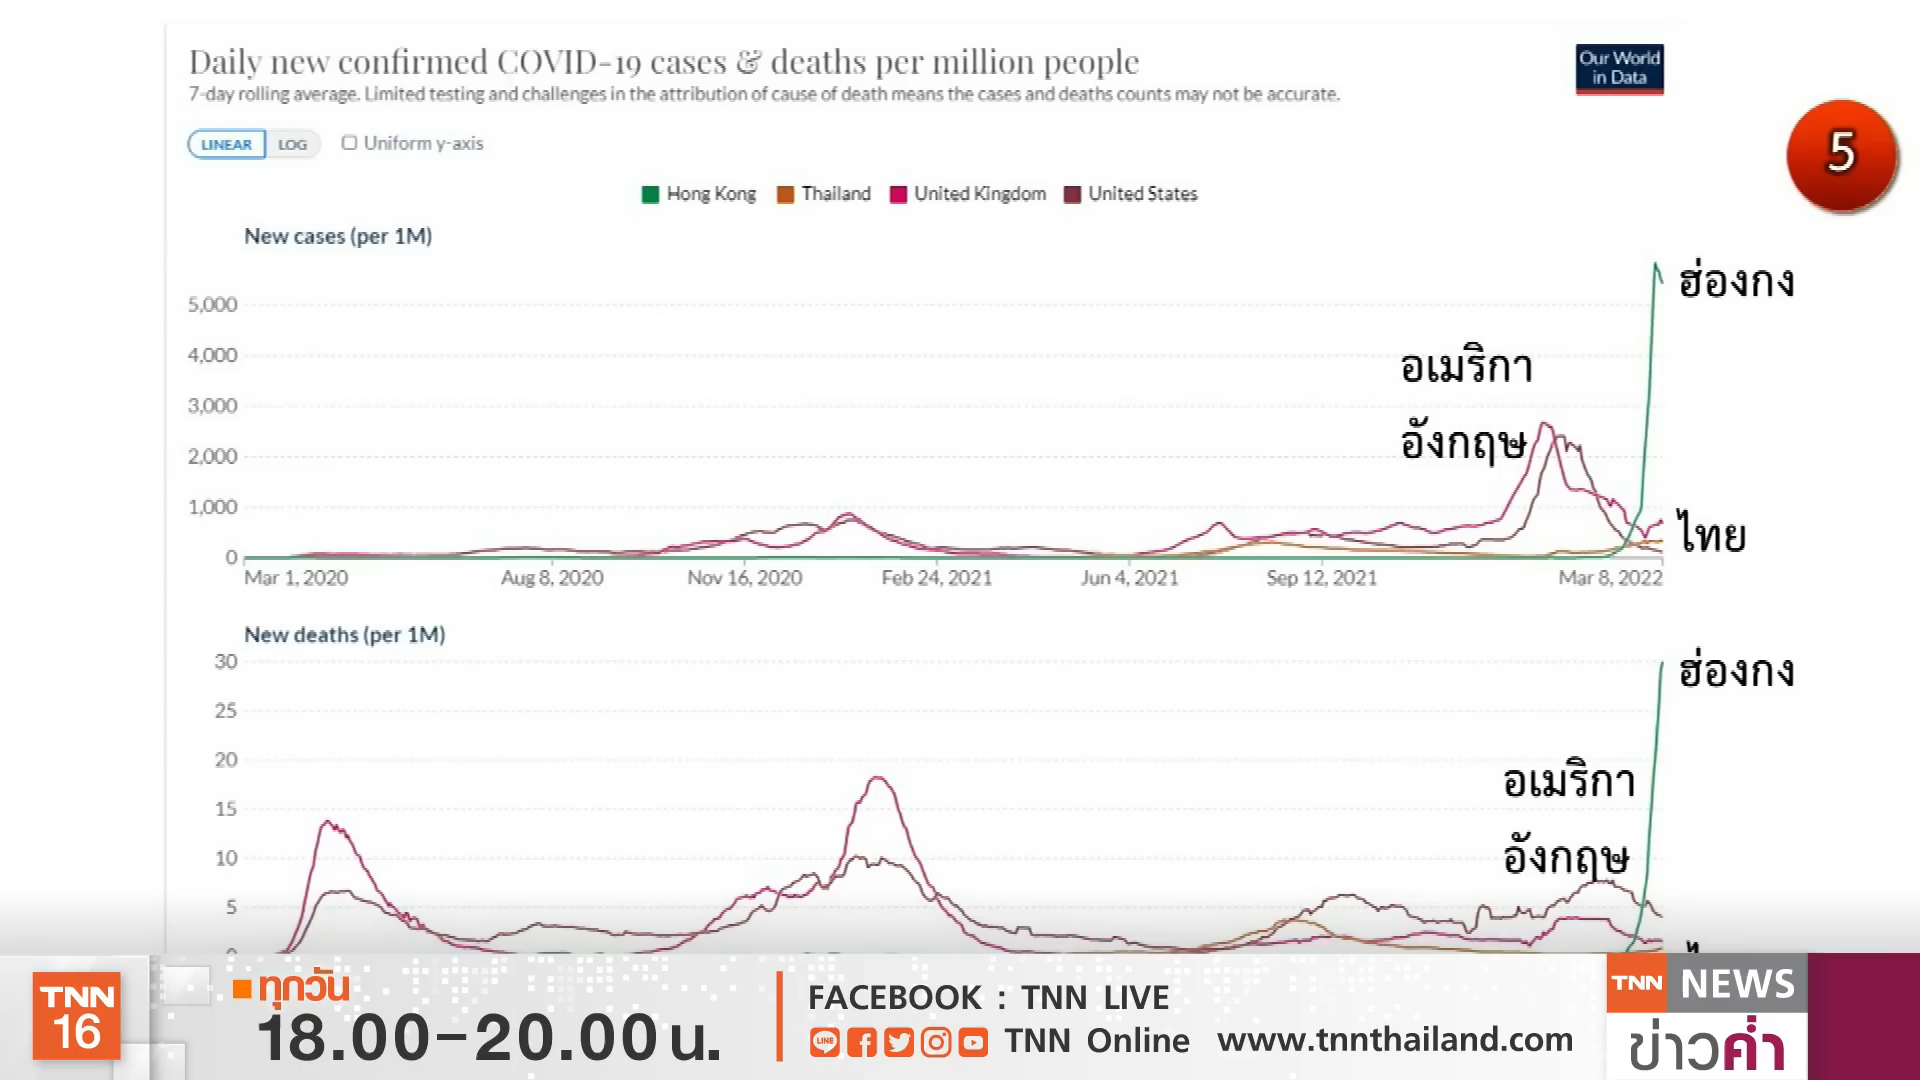 Daily new confirmed COVID-19 cases & deaths per million people
7-day rolling average. Limited testing and challenges in the attribution of cause of death means the cases and deaths counts may not be accurate.
Our World
in Data
LINEAR LOG Uniform y-axis
5
Hong Kong Thailand United Kingdom United States
New cases (per 1M)
ฮ่องกง
5,000
4,000
อเมริกา
3,000
อังกฤษ
2,000
1,000
ไทย
0
Mar 1, 2020 Aug 8, 2020 Nov 16, 2020 Feb 24, 2021 Jun 4, 2021 Sep 12, 2021 Mar 8, 2022
New deaths (per 1M)
30
ฮ่องกง
25
20
อเมริกา
15
10
อังกฤษ
5
TNN
16
ทุกวัน
18.00-20.00 น.
FACEBOOK : TNN LIVE
LINE TNN Online www.tnnthailand.com
TNN NEWS
ข่าวค่ำ